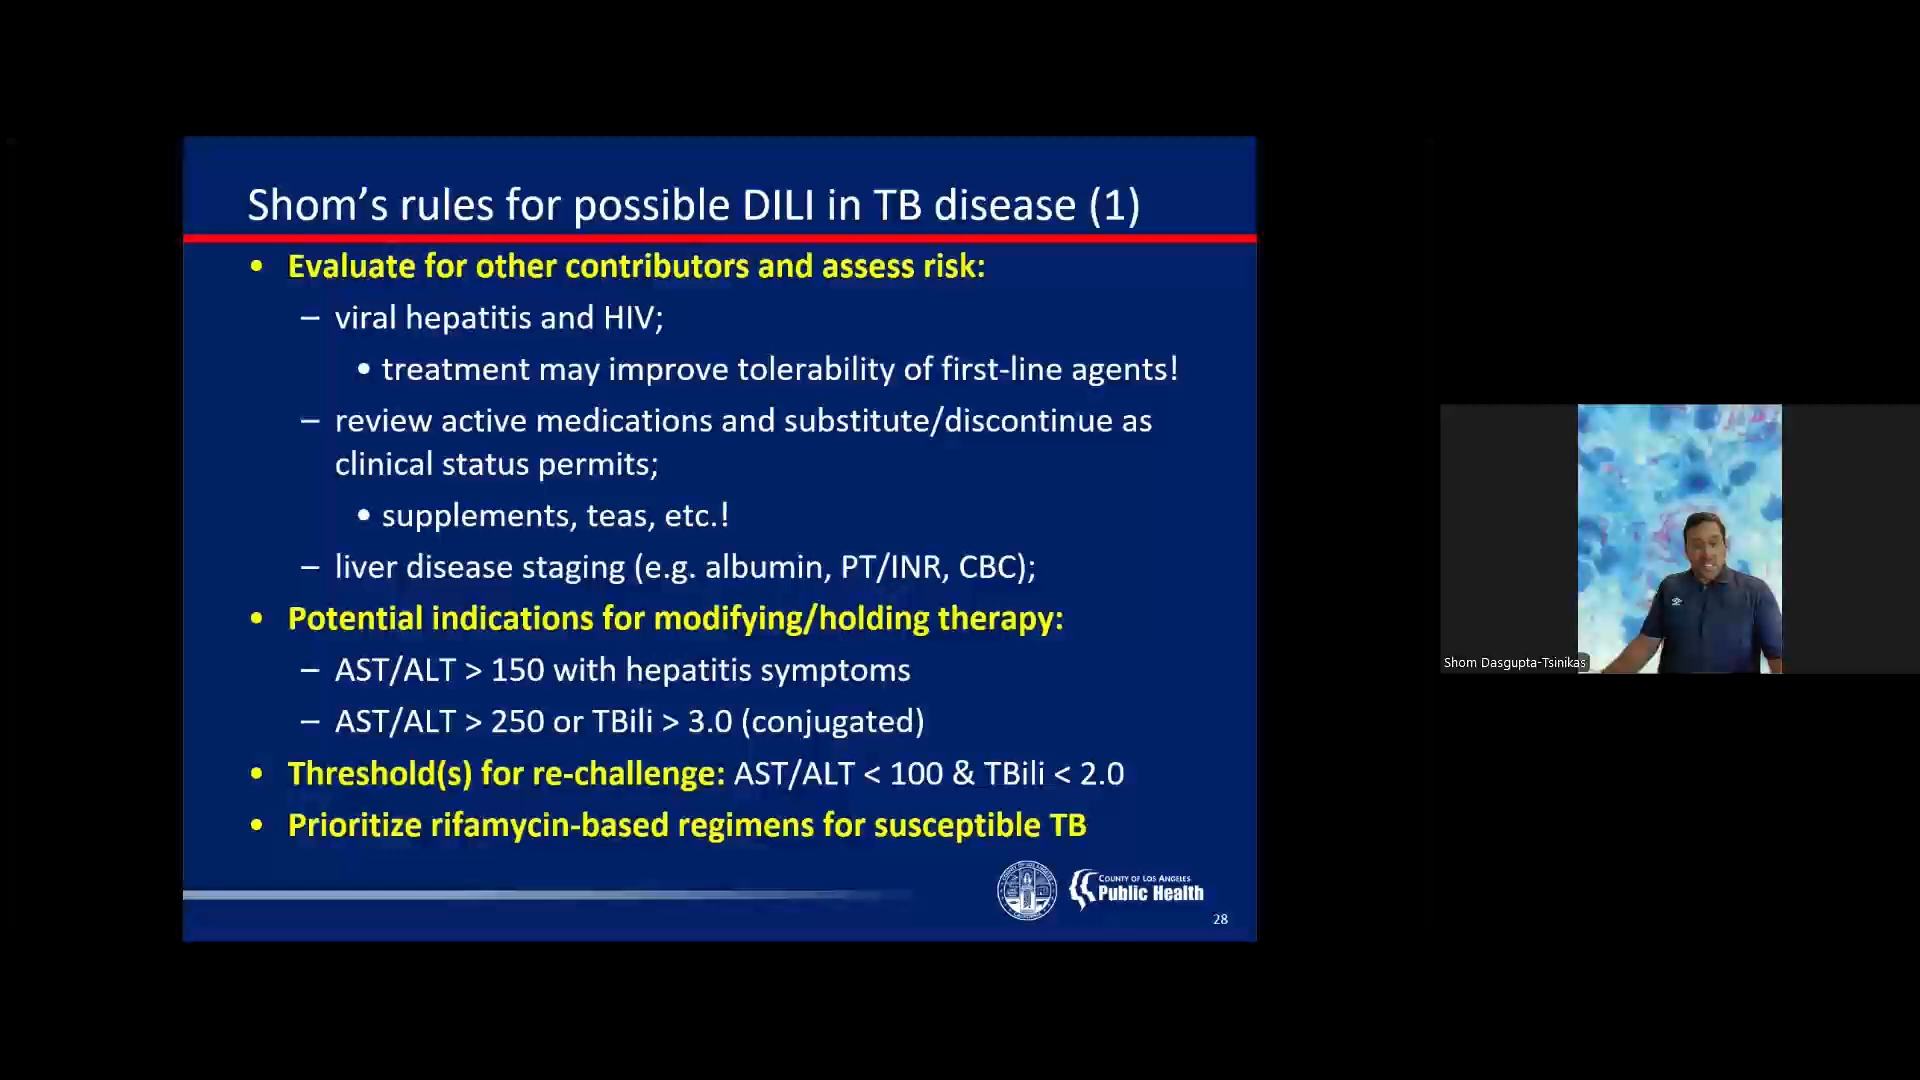 Shom's rules for possible DILI in TB disease (1)
• Evaluate for other contributors and assess risk:
– viral hepatitis and HIV;
• treatment may improve tolerability of first-line agents!
– review active medications and substitute/discontinue as
clinical status permits;
• supplements, teas, etc.!
– liver disease staging (e.g. albumin, PT/INR, CBC);
• Potential indications for modifying/holding therapy:
– AST/ALT > 150 with hepatitis symptoms
– AST/ALT > 250 or TBili > 3.0 (conjugated)
• Threshold(s) for re-challenge: AST/ALT < 100 & TBili < 2.0
• Prioritize rifamycin-based regimens for susceptible TB
County of Los Angeles
Public Health
28
Shom Dasgupta-Tsinikas